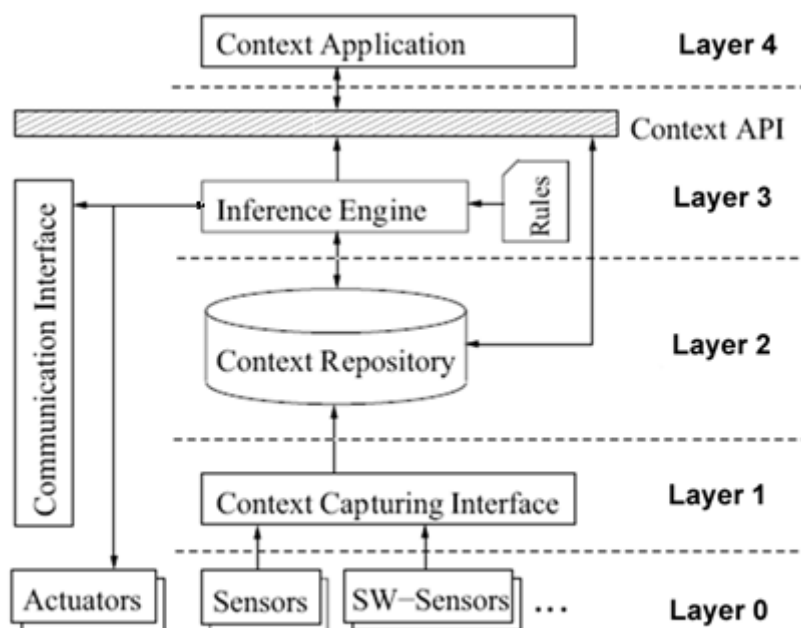 Context Application
Layer 4
Context API
Communication Interface
Inference Engine
Rules
Layer 3
Context Repository
Layer 2
Context Capturing Interface
Layer 1
Actuators
Sensors
SW-Sensors
...
Layer 0